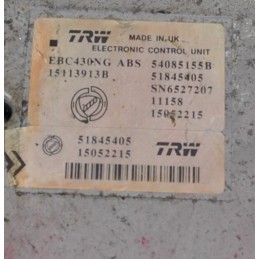 TRW MADE IN.UK
ELECTRONIC CONTROL UNIT
EBC430NG ABS 54085155B
15113913B 51845405
SN6527207
11158
15052215
51845405
15052215 TRW